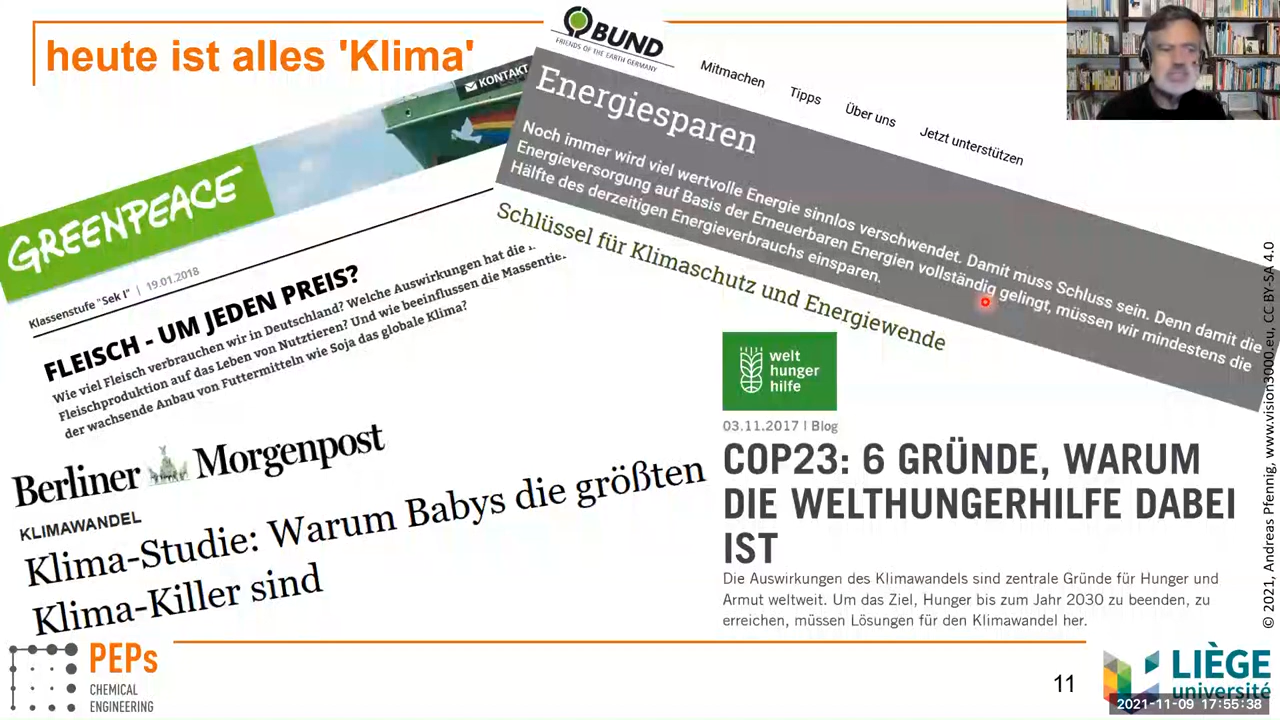 heute ist alles 'Klima'
BUND
FRIENDS OF THE EARTH GERMANY
Mitmachen
Tipps
Über uns
Jetzt unterstützen
Energiesparen
Noch immer wird viel wertvolle Energie sinnlos verschwendet. Damit muss Schluss sein. Denn damit die
Energieversorgung auf Basis der Erneuerbaren Energien vollständig gelingt, müssen wir mindestens die
Hälfte des derzeitigen Energieverbrauchs einsparen.
Schlüssel für Klimaschutz und Energiewende
KONTAKT
GREENPEACE
Klassenstufe "Sek I" | 19.01.2018
FLEISCH - UM JEDEN PREIS?
Wie viel Fleisch verbrauchen wir in Deutschland? Welche Auswirkungen hat die
Fleischproduktion auf das Leben von Nutztieren? Und wie beeinflussen die
der wachsende Anbau von Futtermitteln wie Soja das globale Klima?
Berliner Morgenpost
KLIMAWANDEL
Klima-Studie: Warum Babys die größten
Klima-Killer sind
welt
hunger
hilfe
03.11.2017 | Blog
COP23: 6 GRÜNDE, WARUM
DIE WELTHUNGERHILFE DABEI
IST
Die Auswirkungen des Klimawandels sind zentrale Gründe für Hunger und
Armut weltweit. Um das Ziel, Hunger bis zum Jahr 2030 zu beenden, zu
erreichen, müssen Lösungen für den Klimawandel her.
© 2021, Andreas Pfennig, www.vision3000.eu, CC BY-SA 4.0
PEPs
CHEMICAL
ENGINEERING
11
LIÈGE
université
2021-11-09 17:55:38